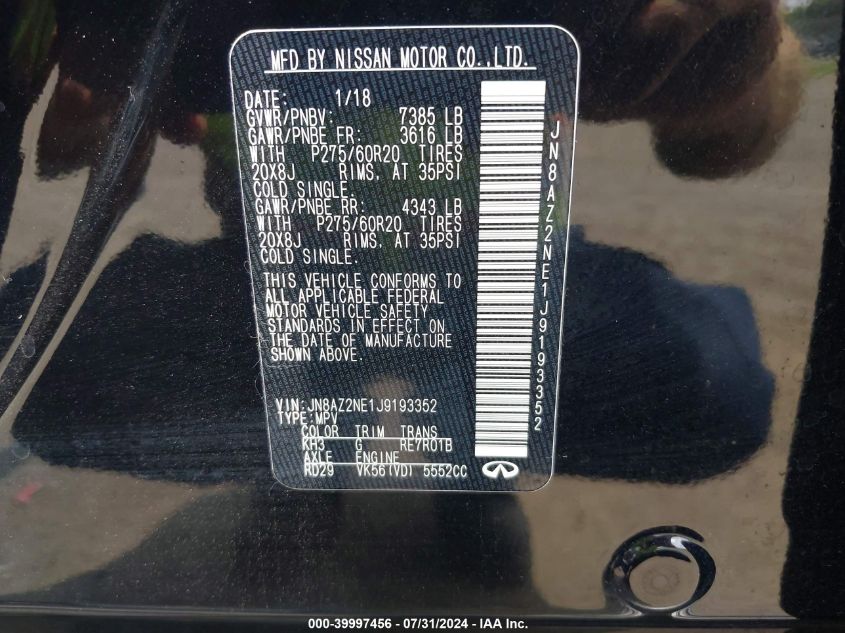 MFD BY NISSAN MOTOR CO.,LTD.
DATE: 1/18
GVWR/PNBV: 7385 LB
GAWR/PNBE FR: 3616 LB
WITH P275/60R20 TIRES
20X8J RIMS, AT 35PSI
COLD SINGLE.
GAWR/PNBE RR: 4343 LB
WITH P275/60R20 TIRES
20X8J RIMS, AT 35PSI
COLD SINGLE.
THIS VEHICLE CONFORMS TO
ALL APPLICABLE FEDERAL
MOTOR VEHICLE SAFETY
STANDARDS IN EFFECT ON
THE DATE OF MANUFACTURE
SHOWN ABOVE.
VIN:JN8AZ2NE1J9193352
TYPE:MPV
COLOR TRIM TRANS
KH3 G RE7R01B
AXLE ENGINE
RD29 VK56(VD) 5552CC
JN8AZ2NE1J9193352
000-39997456 - 07/31/2024 - IAA Inc.